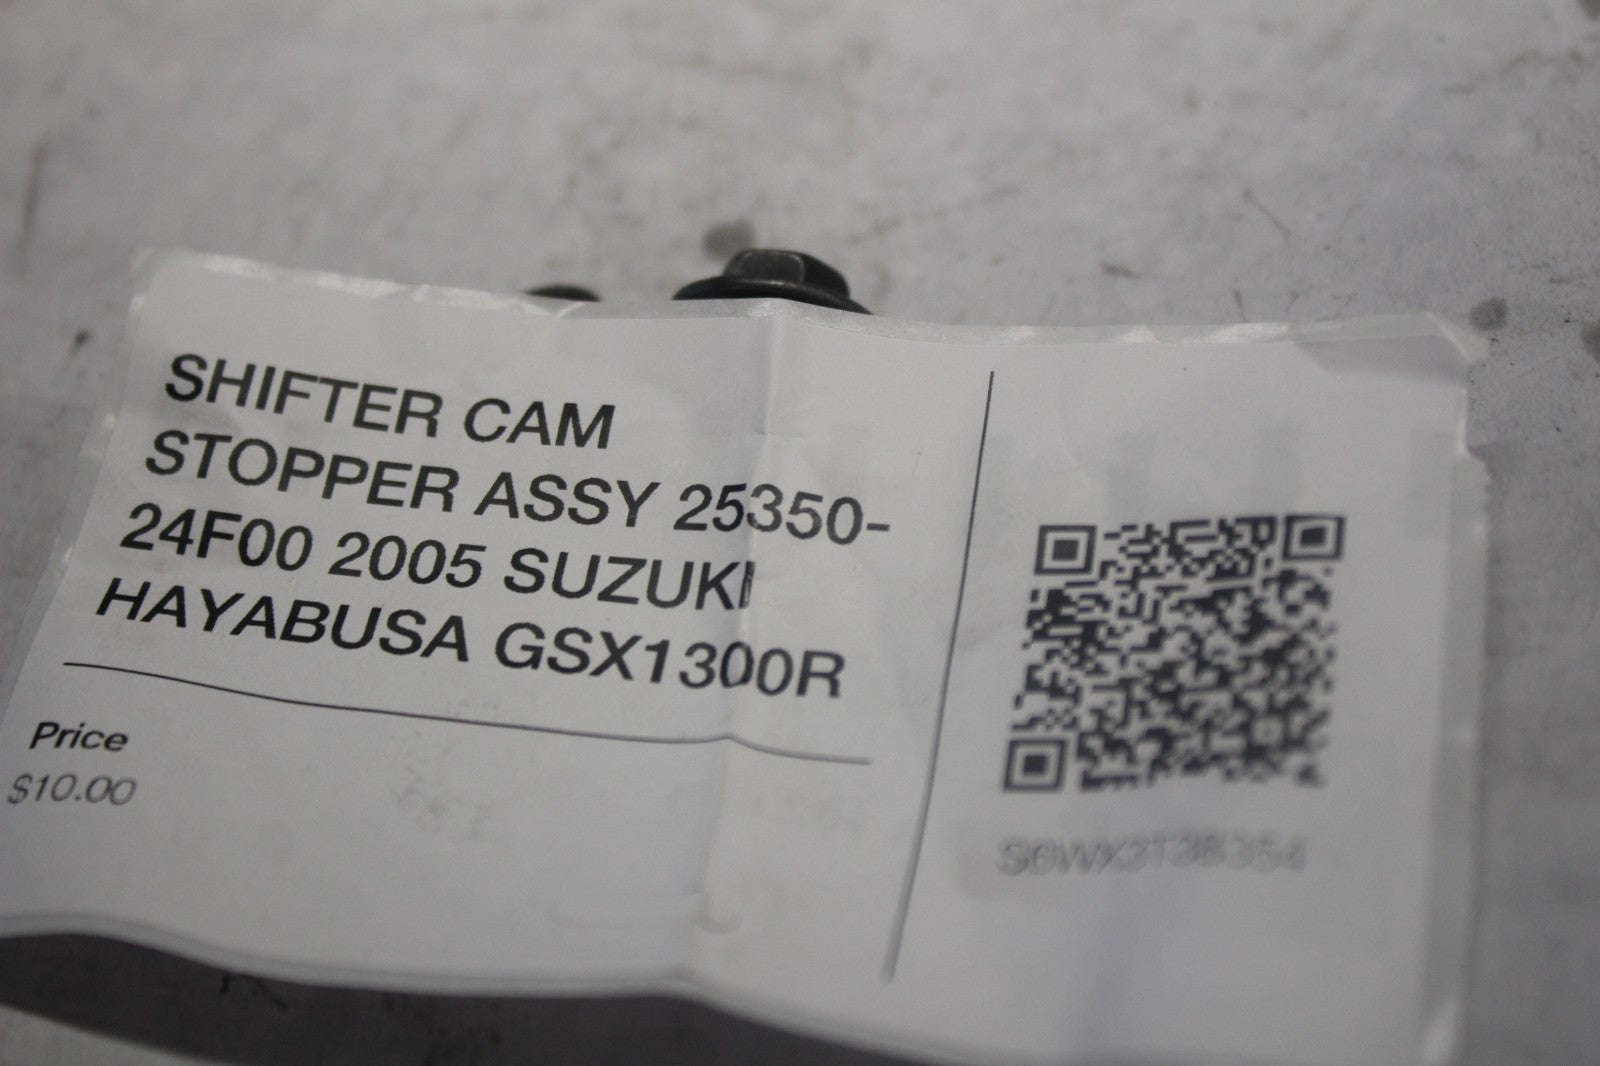 SHIFTER CAM
STOPPER ASSY 25350-
24F00 2005 SUZUKI
HAYABUSA GSX1300R
Price
$10.00